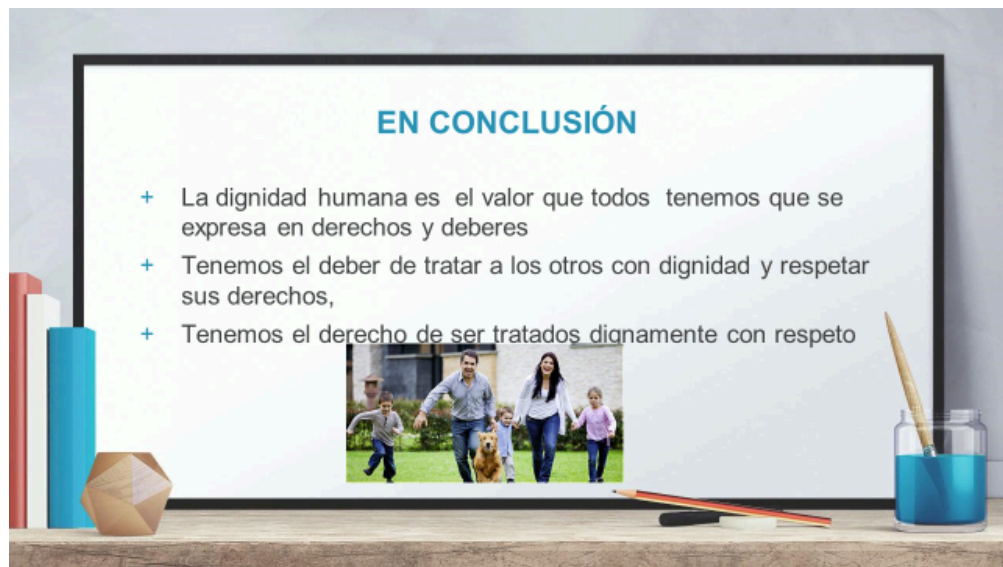 EN CONCLUSIÓN
+ La dignidad humana es el valor que todos tenemos que se
expresa en derechos y deberes
+ Tenemos el deber de tratar a los otros con dignidad y respetar
sus derechos,
+ Tenemos el derecho de ser tratados dignamente con respeto